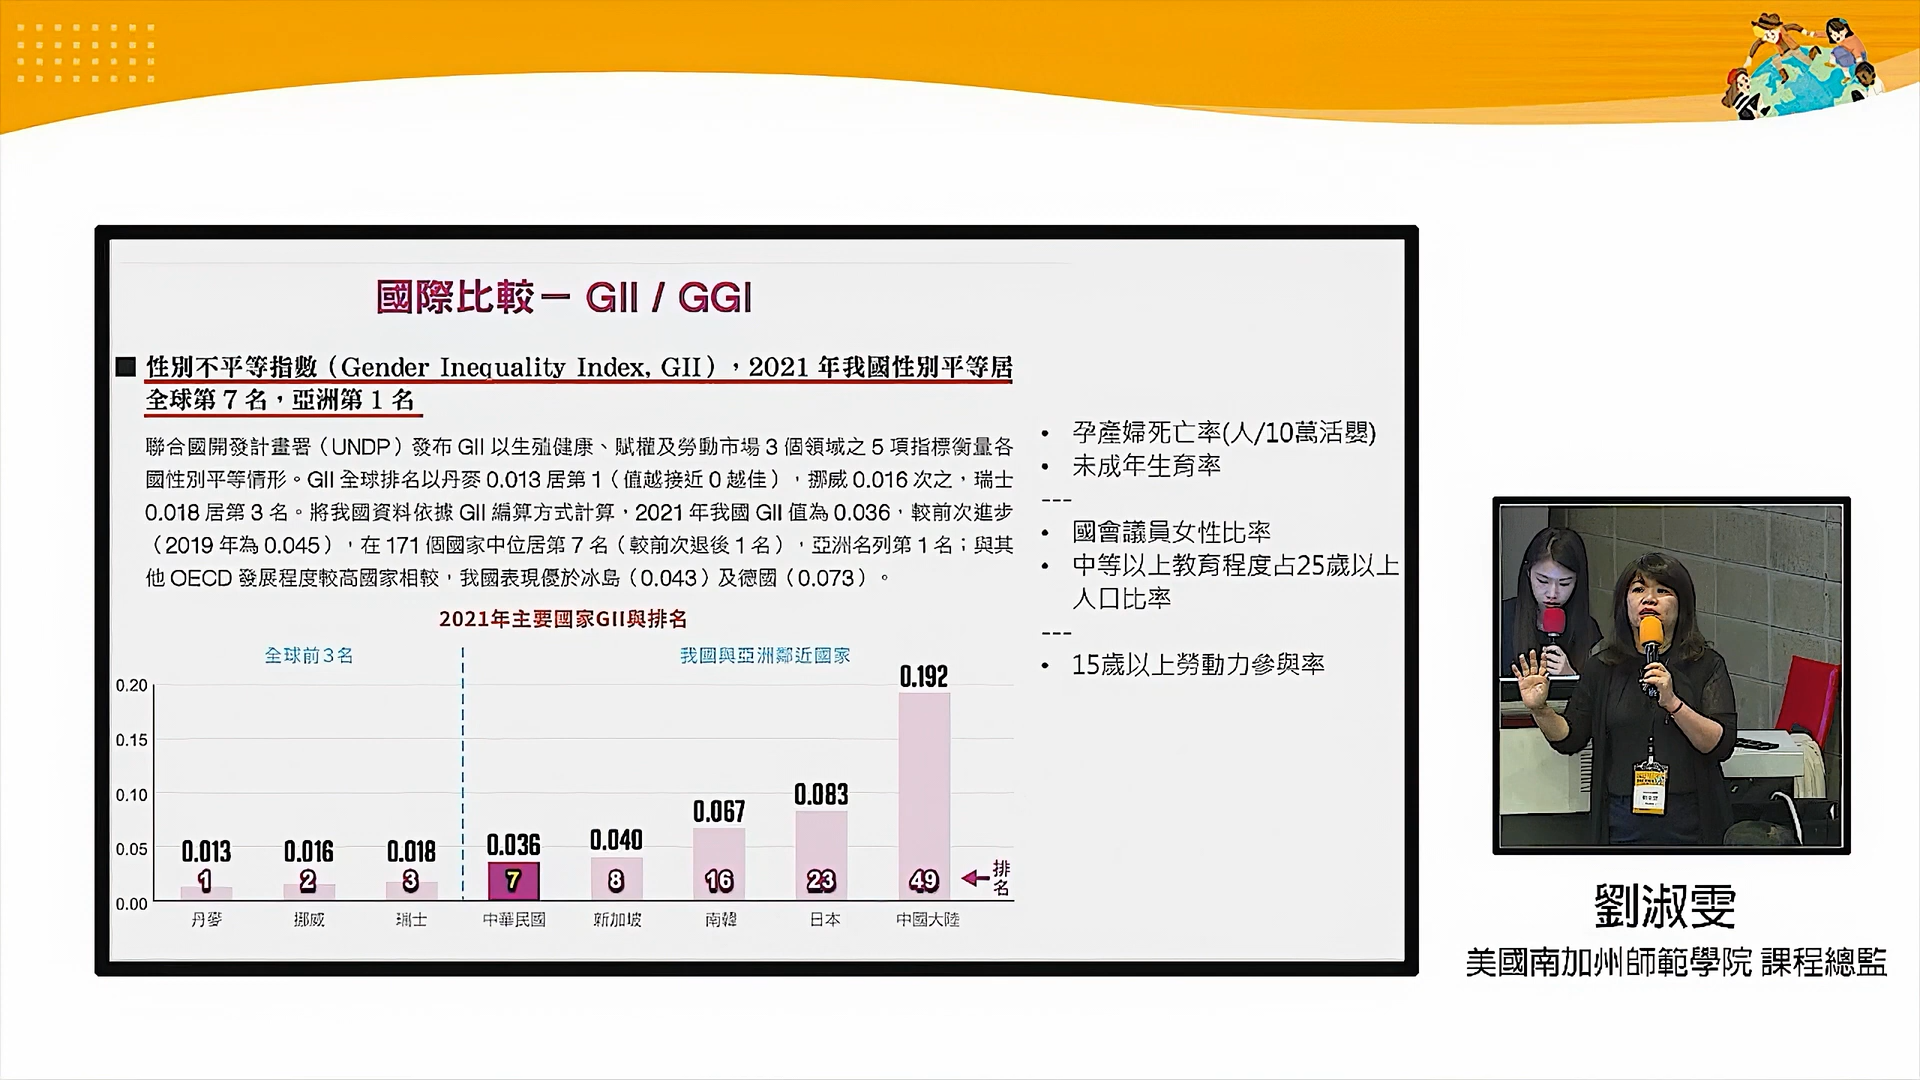 國際比較－ GII / GGI
■ 性別不平等指數（Gender Inequality Index, GII），2021 年我國性別平等居
全球第 7 名，亞洲第 1 名
聯合國開發計畫署（UNDP）發布 GII 以生殖健康、賦權及勞動市場 3 個領域之 5 項指標衡量各
國性別平等情形。GII 全球排名以丹麥 0.013 居第 1（值越接近 0 越佳），挪威 0.016 次之，瑞士
0.018 居第 3 名。將我國資料依據 GII 編算方式計算，2021 年我國 GII 值為 0.036，較前次進步
（2019 年為 0.045），在 171 個國家中位居第 7 名（較前次退後 1 名），亞洲名列第 1 名；與其
他 OECD 發展程度較高國家相較，我國表現優於冰島（0.043）及德國（0.073）。
2021年主要國家GII與排名
全球前3名
我國與亞洲鄰近國家
0.20
0.15
0.10
0.05
0.00
0.013
0.016
0.018
0.036
0.040
0.067
0.083
0.192
1
2
3
7
8
16
23
49
排名
丹麥
挪威
瑞士
中華民國
新加坡
南韓
日本
中國大陸
• 孕產婦死亡率(人/10萬活嬰)
• 未成年生育率
---
• 國會議員女性比率
• 中等以上教育程度占25歲以上
人口比率
---
• 15歲以上勞動力參與率
劉淑雯
美國南加州師範學院 課程總監